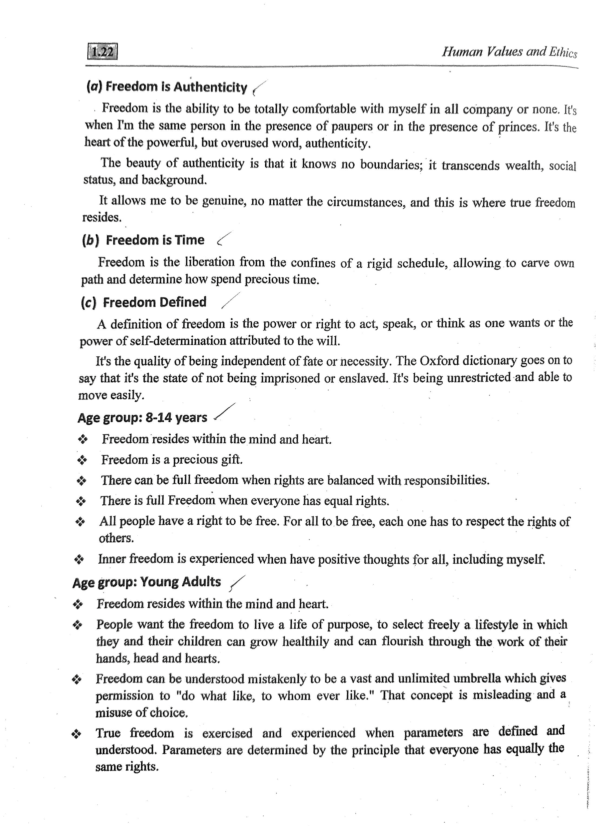 1.22
Human Values and Ethics
(a) Freedom is Authenticity
Freedom is the ability to be totally comfortable with myself in all company or none. It's
when I'm the same person in the presence of paupers or in the presence of princes. It's the
heart of the powerful, but overused word, authenticity.
The beauty of authenticity is that it knows no boundaries; it transcends wealth, social
status, and background.
It allows me to be genuine, no matter the circumstances, and this is where true freedom
resides.
(b) Freedom is Time
Freedom is the liberation from the confines of a rigid schedule, allowing to carve own
path and determine how spend precious time.
(c) Freedom Defined
A definition of freedom is the power or right to act, speak, or think as one wants or the
power of self-determination attributed to the will.
It's the quality of being independent of fate or necessity. The Oxford dictionary goes on to
say that it's the state of not being imprisoned or enslaved. It's being unrestricted and able to
move easily.
Age group: 8-14 years
❖ Freedom resides within the mind and heart.
❖ Freedom is a precious gift.
❖ There can be full freedom when rights are balanced with responsibilities.
❖ There is full Freedom when everyone has equal rights.
❖ All people have a right to be free. For all to be free, each one has to respect the rights of
others.
❖ Inner freedom is experienced when have positive thoughts for all, including myself.
Age group: Young Adults
❖ Freedom resides within the mind and heart.
❖ People want the freedom to live a life of purpose, to select freely a lifestyle in which
they and their children can grow healthily and can flourish through the work of their
hands, head and hearts.
❖ Freedom can be understood mistakenly to be a vast and unlimited umbrella which gives
permission to "do what like, to whom ever like." That concept is misleading and a
misuse of choice.
❖ True freedom is exercised and experienced when parameters are defined and
understood. Parameters are determined by the principle that everyone has equally the
same rights.